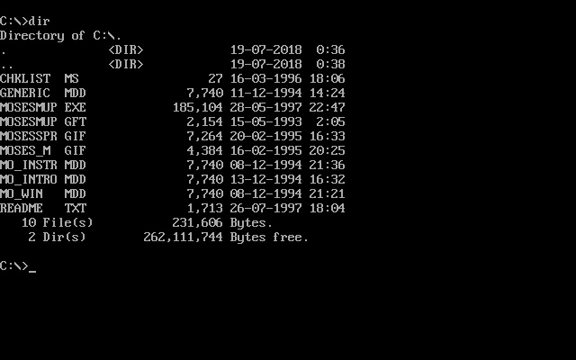 C:\>dir
Directory of C:\.
. <DIR> 19-07-2018 0:36
.. <DIR> 19-07-2018 0:38
CHKLIST MS 27 16-03-1996 18:06
GENERIC MDD 7,740 11-12-1994 14:24
MOSESMUP EXE 185,104 28-05-1997 22:47
MOSESMUP GFT 2,154 15-05-1993 2:05
MOSESSPR GIF 7,264 20-02-1995 16:33
MOSES_M GIF 4,384 16-02-1995 20:25
MO_INSTR MDD 7,740 08-12-1994 21:36
MO_INTRO MDD 7,740 13-12-1994 16:32
MO_WIN MDD 7,740 08-12-1994 21:21
README TXT 1,713 26-07-1997 18:04
10 File(s) 231,606 Bytes.
2 Dir(s) 262,111,744 Bytes free.
C:\>_